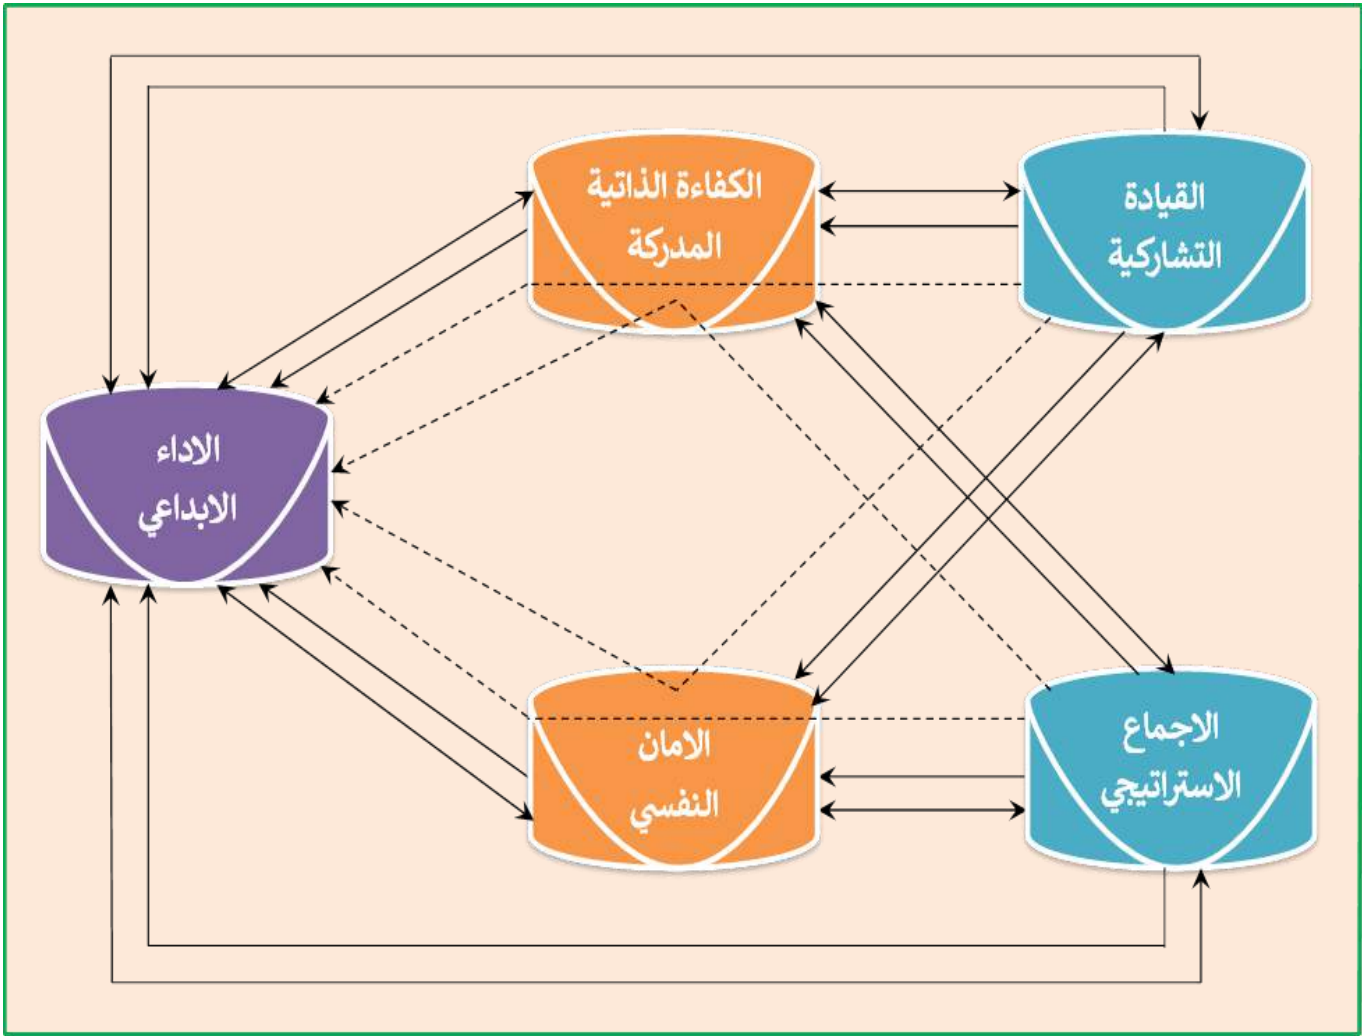 القيادة
التشاركية
الكفاءة الذاتية
المدركة
الاداء
الابداعي
الاجماع
الاستراتيجي
الامان
النفسي